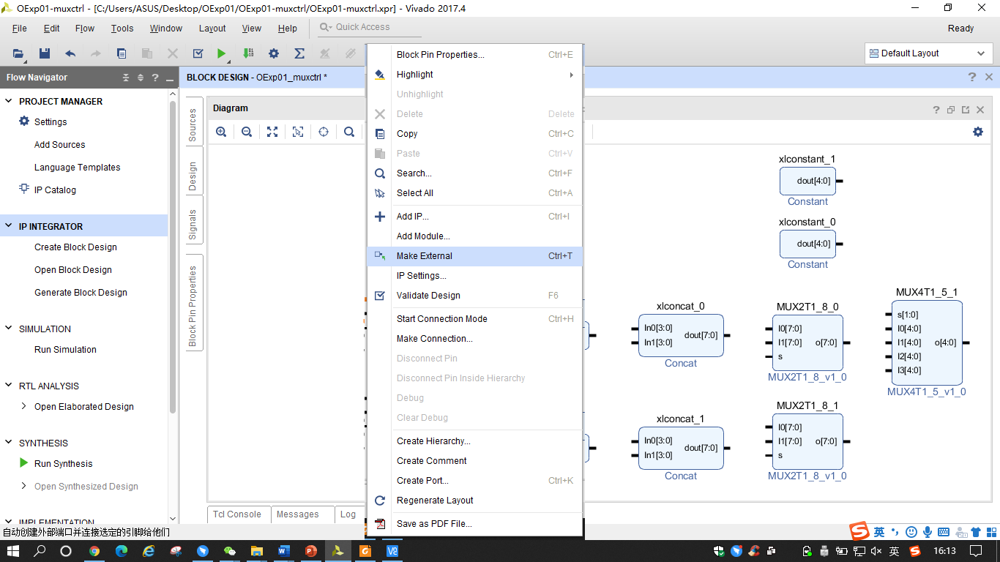 OExp01-muxctrl - [C:/Users/ASUS/Desktop/OExp01/OExp01-muxctrl/OExp01-muxctrl.xpr] - Vivado 2017.4
File Edit Flow Tools Window Layout View Help Quick Access Ready
Default Layout
Flow Navigator
PROJECT MANAGER
Settings
Add Sources
Language Templates
IP Catalog
IP INTEGRATOR
Create Block Design
Open Block Design
Generate Block Design
SIMULATION
Run Simulation
RTL ANALYSIS
Open Elaborated Design
SYNTHESIS
Run Synthesis
Open Synthesized Design
IMPLEMENTATION
BLOCK DESIGN - OExp01_muxctrl *
Sources
Design
Signals
Block Pin Properties
Diagram
Block Pin Properties... Ctrl+E
Highlight
Unhighlight
Delete Delete
Copy Ctrl+C
Paste Ctrl+V
Search... Ctrl+F
Select All Ctrl+A
Add IP... Ctrl+I
Add Module...
Make External Ctrl+T
IP Settings...
Validate Design F6
Start Connection Mode Ctrl+H
Make Connection...
Disconnect Pin
Disconnect Pin Inside Hierarchy
Debug
Clear Debug
Create Hierarchy...
Create Comment
Create Port... Ctrl+K
Regenerate Layout
Save as PDF File...
xlconstant_1
dout[4:0]
Constant
xlconstant_0
dout[4:0]
Constant
xlconcat_0
In0[3:0]
In1[3:0]
dout[7:0]
Concat
MUX2T1_8_0
I0[7:0]
I1[7:0]
s
o[7:0]
MUX2T1_8_v1_0
MUX4T1_5_1
s[1:0]
I0[4:0]
I1[4:0]
I2[4:0]
I3[4:0]
o[4:0]
MUX4T1_5_v1_0
xlconcat_1
In0[3:0]
In1[3:0]
dout[7:0]
Concat
MUX2T1_8_1
I0[7:0]
I1[7:0]
s
o[7:0]
MUX2T1_8_v1_0
Tcl Console Messages Log
自动创建外部端口并连接选定的引脚给他们
英
英 16:13